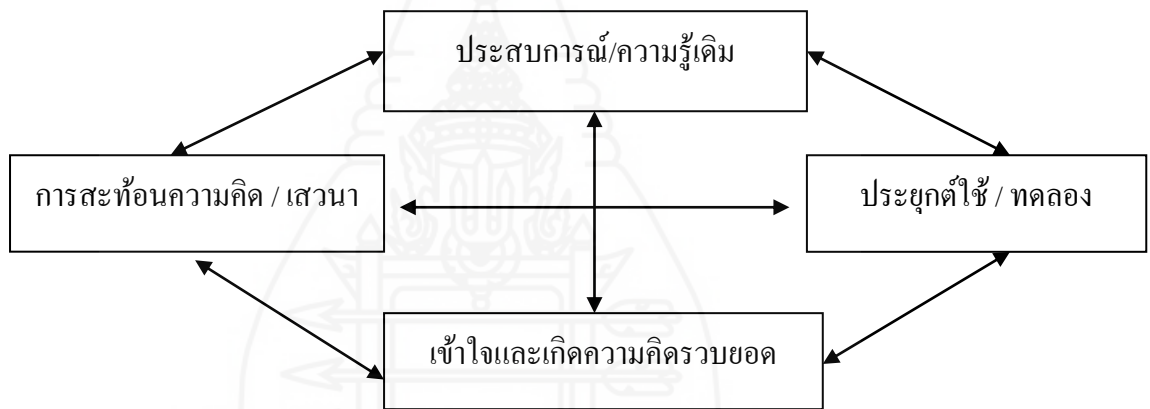 ประสบการณ์/ความรู้เดิม
การสะท้อนความคิด / เสวนา
ประยุกต์ใช้ / ทดลอง
เข้าใจและเกิดความคิดรวบยอด